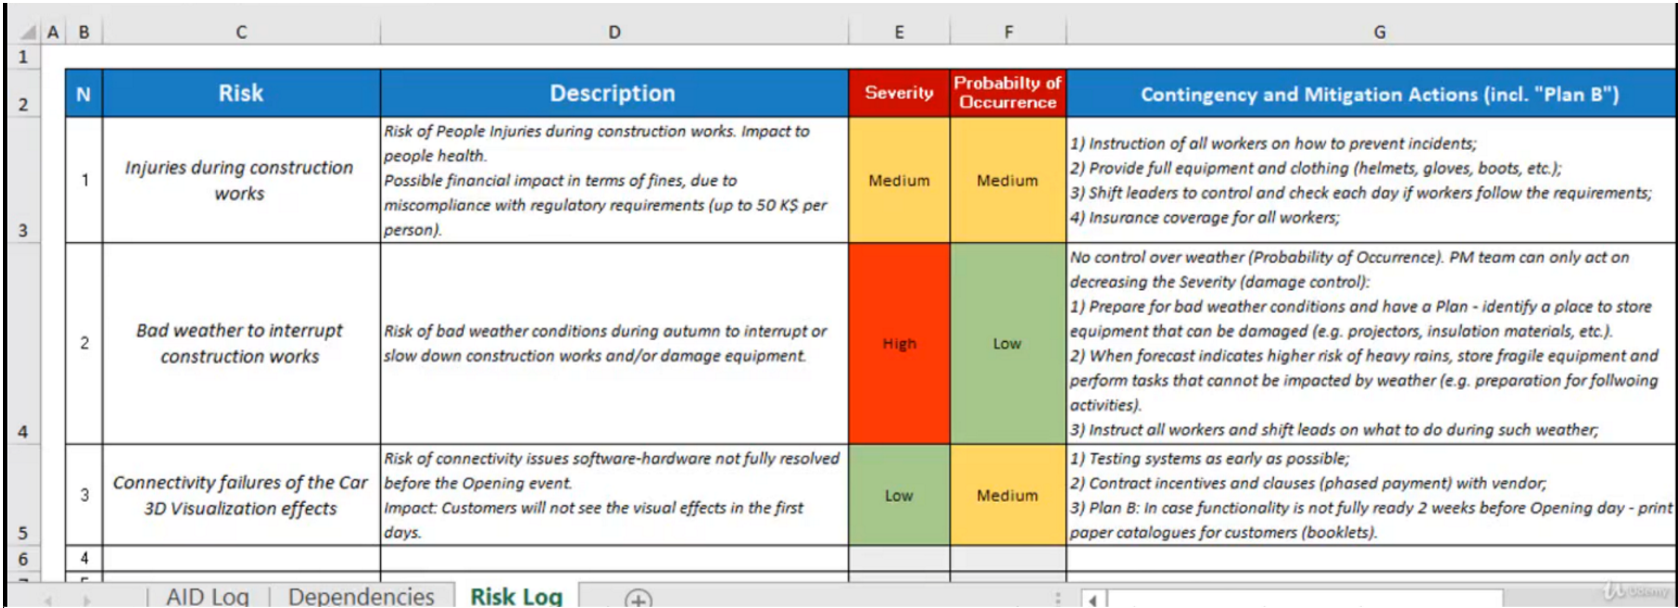 A B C D E F G
1
2 N Risk Description Severity Probabilty of Occurrence Contingency and Mitigation Actions (incl. "Plan B")
3
1
Injuries during construction
works
Risk of People Injuries during construction works. Impact to
people health.
Possible financial impact in terms of fines, due to
miscompliance with regulatory requirements (up to 50 K$ per
person).
Medium
Medium
1) Instruction of all workers on how to prevent incidents;
2) Provide full equipment and clothing (helmets, gloves, boots, etc.);
3) Shift leaders to control and check each day if workers follow the requirements;
4) Insurance coverage for all workers;
4
2
Bad weather to interrupt
construction works
Risk of bad weather conditions during autumn to interrupt or
slow down construction works and/or damage equipment.
High
Low
No control over weather (Probability of Occurrence). PM team can only act on
decreasing the Severity (damage control):
1) Prepare for bad weather conditions and have a Plan - identify a place to store
equipment that can be damaged (e.g. projectors, insulation materials, etc.).
2) When forecast indicates higher risk of heavy rains, store fragile equipment and
perform tasks that cannot be impacted by weather (e.g. preparation for follwoing
activities).
3) Instruct all workers and shift leads on what to do during such weather;
5
3
Connectivity failures of the Car
3D Visualization effects
Risk of connectivity issues software-hardware not fully resolved
before the Opening event.
Impact: Customers will not see the visual effects in the first
days.
Low
Medium
1) Testing systems as early as possible;
2) Contract incentives and clauses (phased payment) with vendor;
3) Plan B: In case functionality is not fully ready 2 weeks before Opening day - print
paper catalogues for customers (booklets).
6 4
AID Log Dependencies Risk Log
Udemy